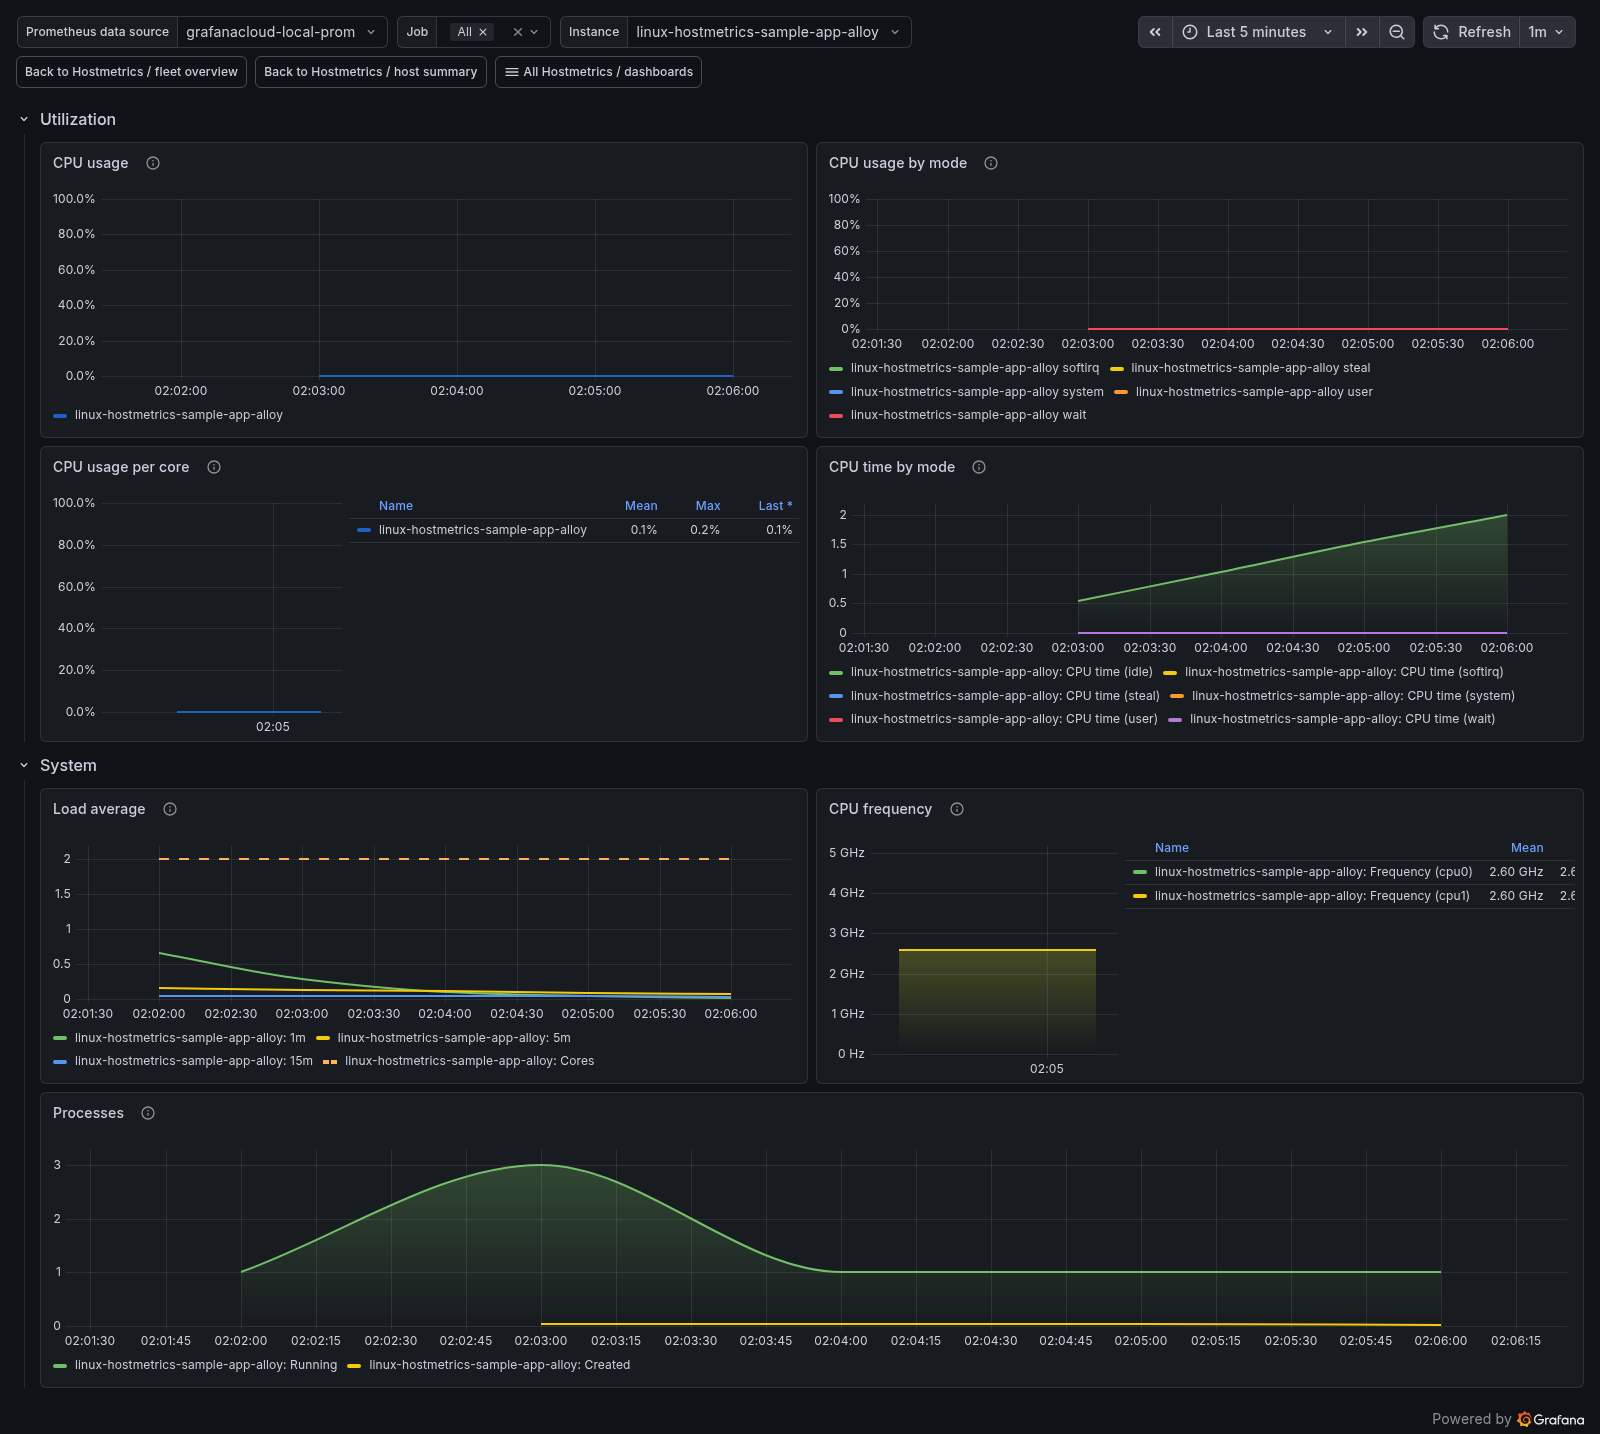 Prometheus data source grafanacloud-local-prom Job All Instance linux-hostmetrics-sample-app-alloy Last 5 minutes Refresh 1m
Back to Hostmetrics / fleet overview Back to Hostmetrics / host summary All Hostmetrics / dashboards
Utilization
CPU usage
100.0%
80.0%
60.0%
40.0%
20.0%
0.0%
02:02:00 02:03:00 02:04:00 02:05:00 02:06:00
linux-hostmetrics-sample-app-alloy
CPU usage by mode
100%
80%
60%
40%
20%
0%
02:01:30 02:02:00 02:02:30 02:03:00 02:03:30 02:04:00 02:04:30 02:05:00 02:05:30 02:06:00
linux-hostmetrics-sample-app-alloy softirq linux-hostmetrics-sample-app-alloy steal
linux-hostmetrics-sample-app-alloy system linux-hostmetrics-sample-app-alloy user
linux-hostmetrics-sample-app-alloy wait
CPU usage per core
100.0%
80.0%
60.0%
40.0%
20.0%
0.0%
02:05
Name Mean Max Last *
linux-hostmetrics-sample-app-alloy 0.1% 0.2% 0.1%
CPU time by mode
2
1.5
1
0.5
0
02:01:30 02:02:00 02:02:30 02:03:00 02:03:30 02:04:00 02:04:30 02:05:00 02:05:30 02:06:00
linux-hostmetrics-sample-app-alloy: CPU time (idle) linux-hostmetrics-sample-app-alloy: CPU time (softirq)
linux-hostmetrics-sample-app-alloy: CPU time (steal) linux-hostmetrics-sample-app-alloy: CPU time (system)
linux-hostmetrics-sample-app-alloy: CPU time (user) linux-hostmetrics-sample-app-alloy: CPU time (wait)
System
Load average
2
1.5
1
0.5
0
02:01:30 02:02:00 02:02:30 02:03:00 02:03:30 02:04:00 02:04:30 02:05:00 02:05:30 02:06:00
linux-hostmetrics-sample-app-alloy: 1m linux-hostmetrics-sample-app-alloy: 5m
linux-hostmetrics-sample-app-alloy: 15m linux-hostmetrics-sample-app-alloy: Cores
CPU frequency
5 GHz
4 GHz
3 GHz
2 GHz
1 GHz
0 Hz
02:05
Name Mean
linux-hostmetrics-sample-app-alloy: Frequency (cpu0) 2.60 GHz 2.6
linux-hostmetrics-sample-app-alloy: Frequency (cpu1) 2.60 GHz 2.6
Processes
3
2
1
0
02:01:30 02:01:45 02:02:00 02:02:15 02:02:30 02:02:45 02:03:00 02:03:15 02:03:30 02:03:45 02:04:00 02:04:15 02:04:30 02:04:45 02:05:00 02:05:15 02:05:30 02:05:45 02:06:00 02:06:15
linux-hostmetrics-sample-app-alloy: Running linux-hostmetrics-sample-app-alloy: Created
Powered by Grafana